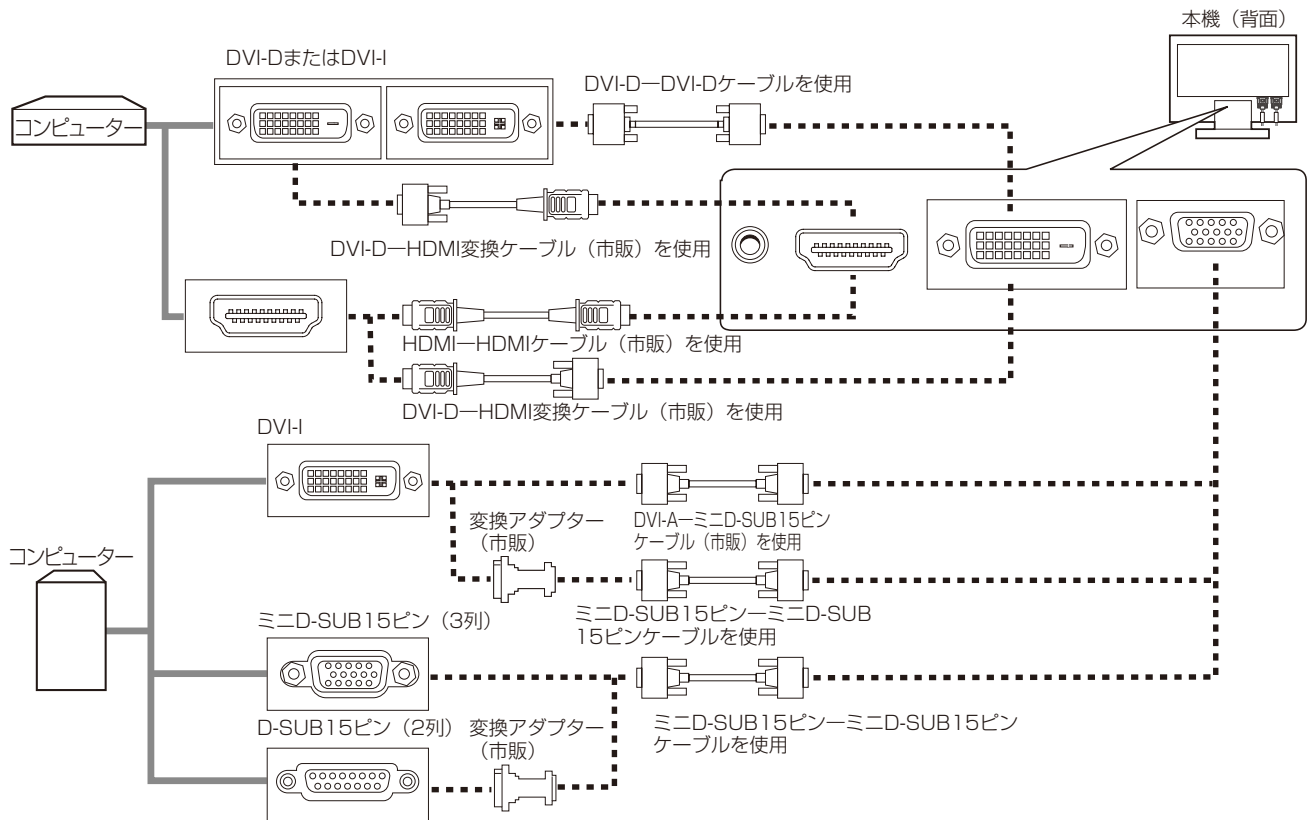 本機（背面）
DVI-DまたはDVI-I
DVI-D—DVI-Dケーブルを使用
コンピューター
DVI-D—HDMI変換ケーブル（市販）を使用
HDMI—HDMIケーブル（市販）を使用
DVI-D—HDMI変換ケーブル（市販）を使用
DVI-I
DVI-A—ミニD-SUB15ピン
ケーブル（市販）を使用
変換アダプター
（市販）
コンピューター
ミニD-SUB15ピン—ミニD-SUB
15ピンケーブルを使用
ミニD-SUB15ピン（3列）
D-SUB15ピン（2列）
変換アダプター
（市販）
ミニD-SUB15ピン—ミニD-SUB15ピン
ケーブルを使用